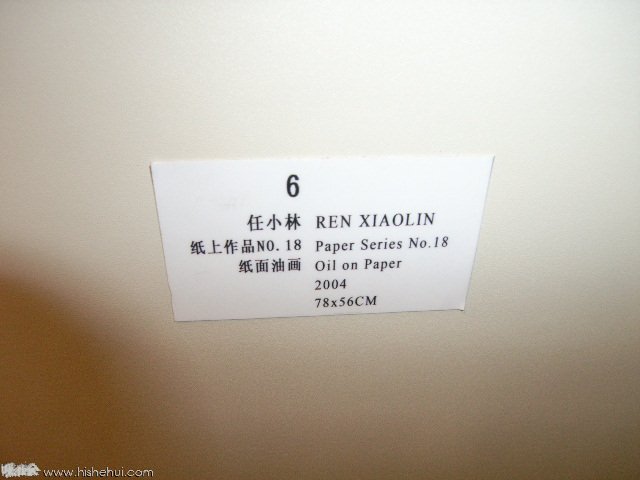 6
任小林 REN XIAOLIN
纸上作品NO.18 Paper Series No.18
纸面油画 Oil on Paper
2004
78x56CM
www.hishehui.com